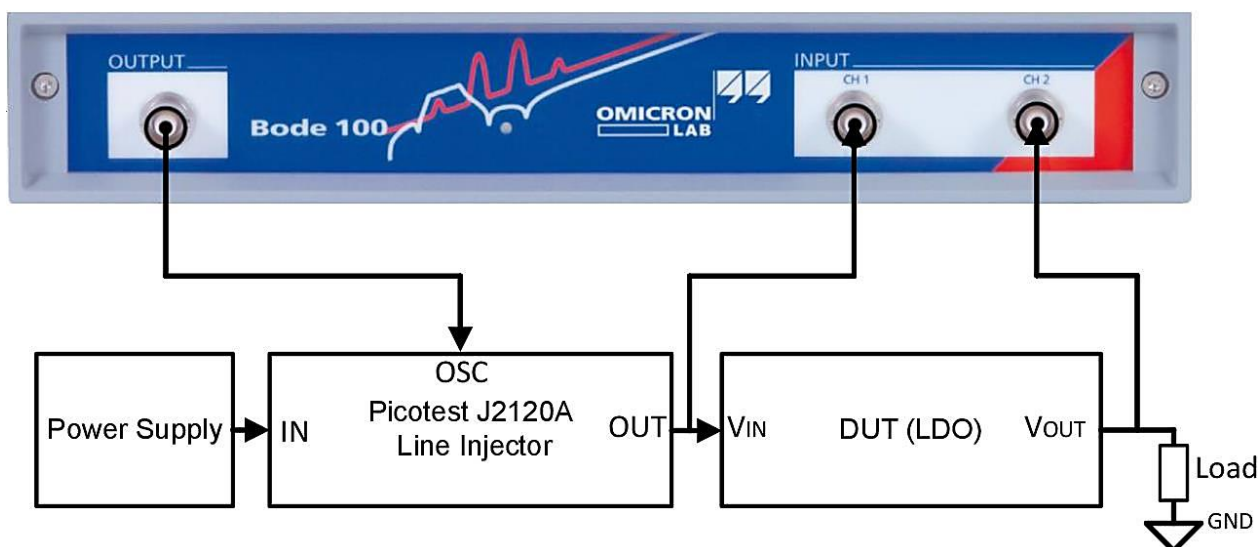 OUTPUT
Bode 100
OMICRON
LAB
INPUT
CH 1
CH 2
Power Supply
IN
OSC
Picotest J2120A
Line Injector
OUT
VIN
DUT (LDO)
VOUT
Load
GND